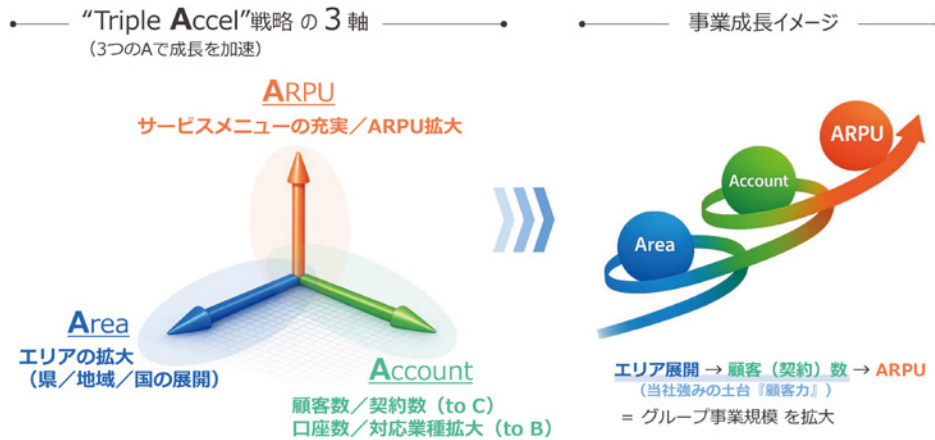 “Triple Accel”戦略 の 3 軸
（3つのAで成長を加速）
ARPU
サービスメニューの充実／ARPU拡大
Area
エリアの拡大
（県／地域／国の展開）
Account
顧客数／契約数（to C）
口座数／対応業種拡大（to B）
事業成長イメージ
ARPU
Account
Area
エリア展開 → 顧客（契約）数 → ARPU
（当社強みの土台『顧客力』）
= グループ事業規模 を拡大